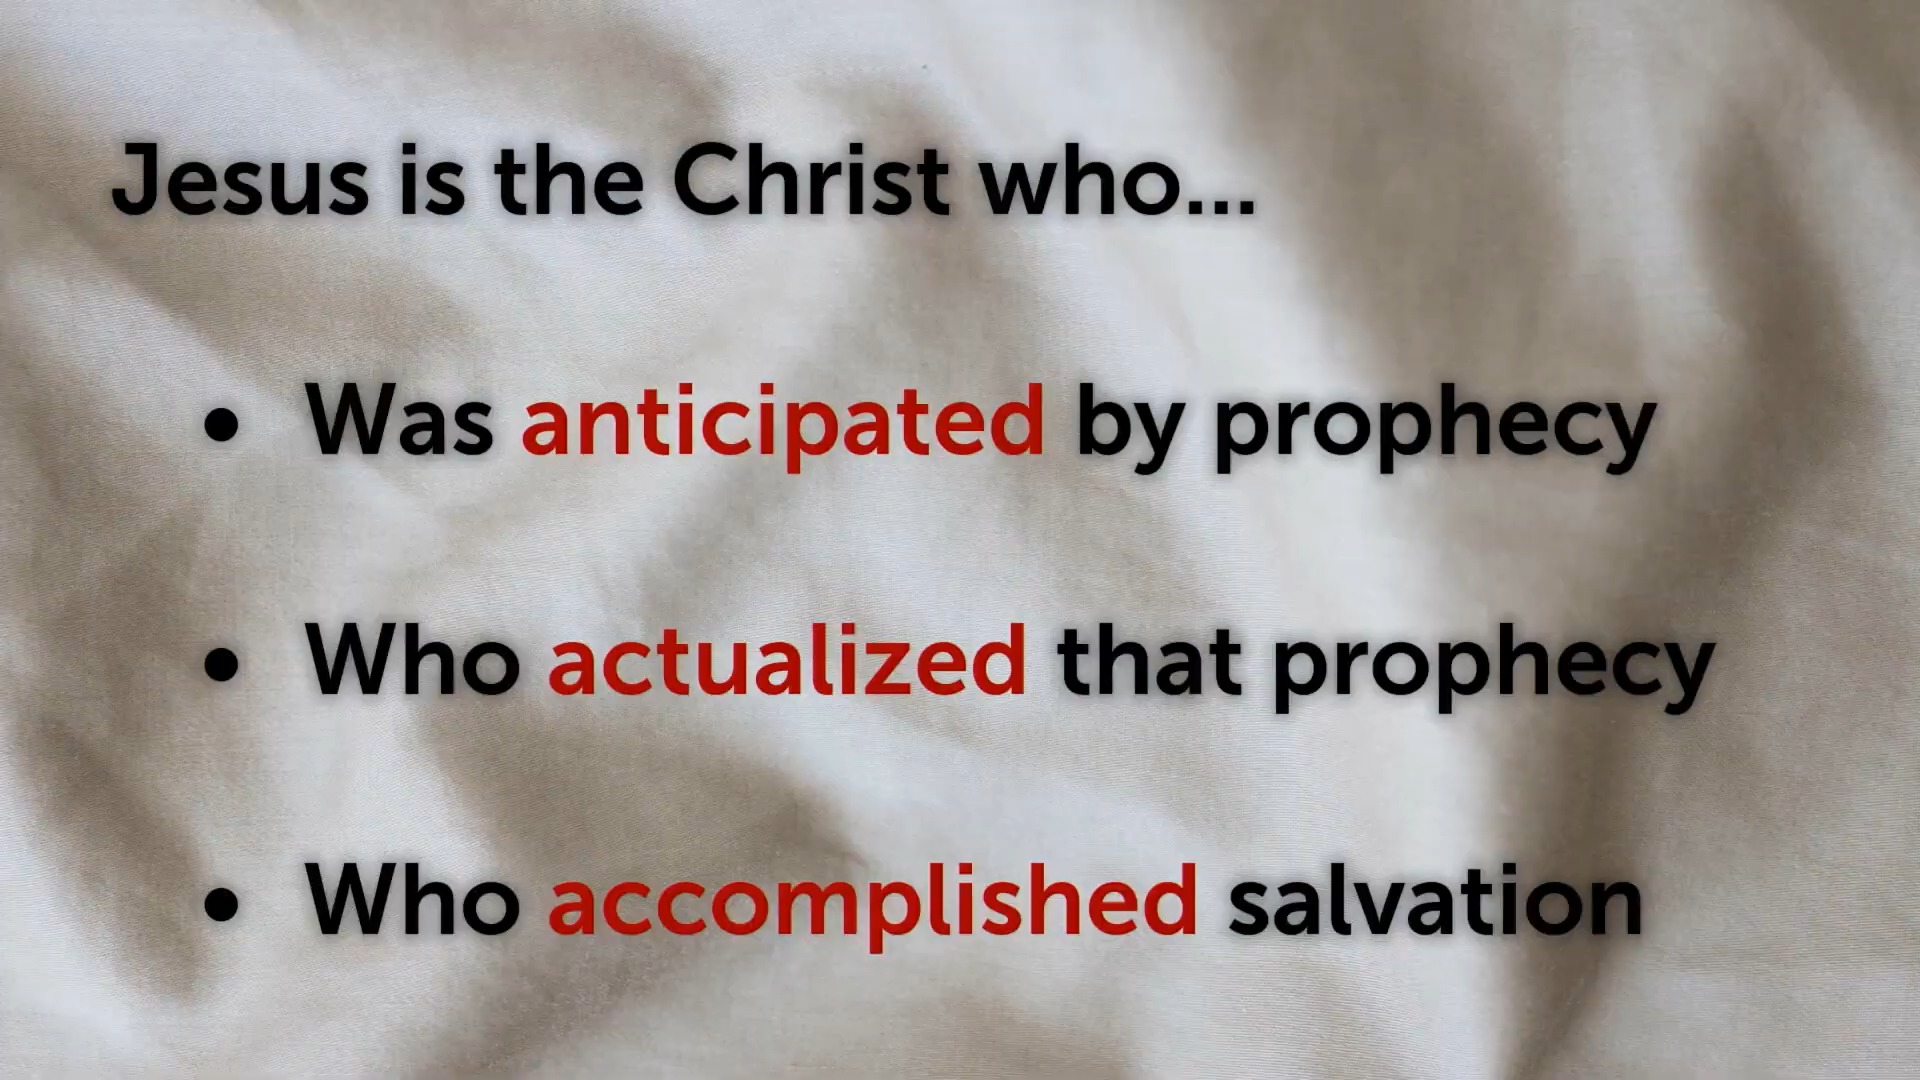 Jesus is the Christ who...
• Was anticipated by prophecy
• Who actualized that prophecy
• Who accomplished salvation